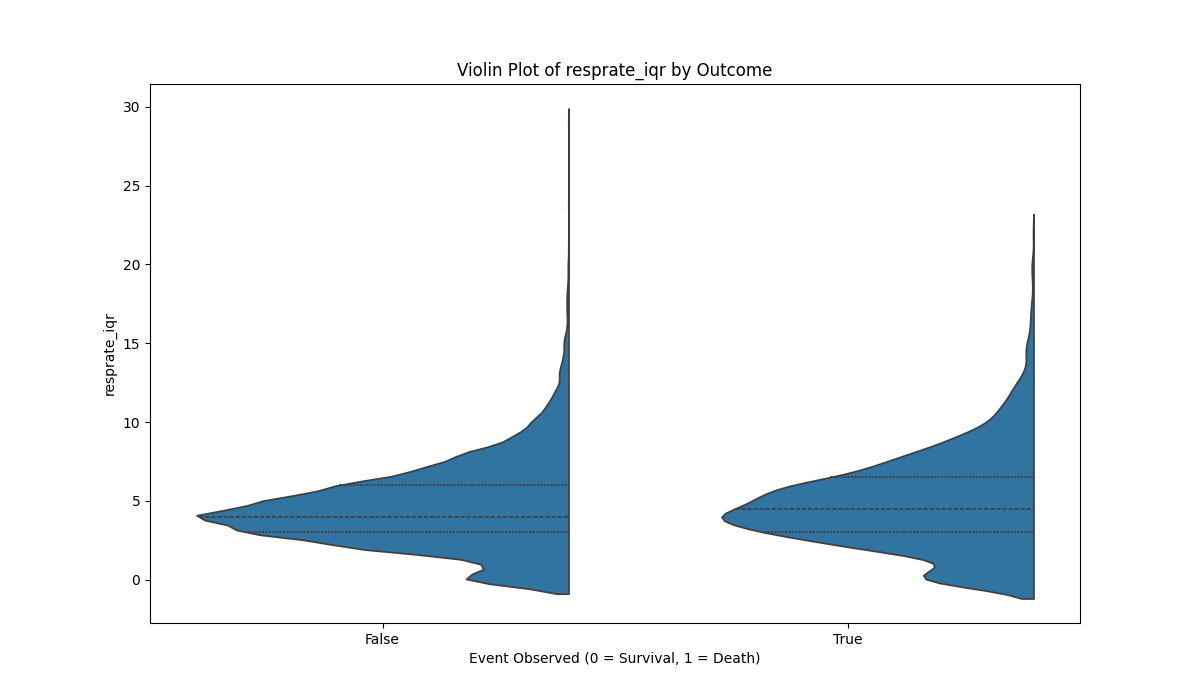 Violin Plot of resprate_iqr by Outcome
30
25
20
15
10
5
0
resprate_iqr
False
True
Event Observed (0 = Survival, 1 = Death)